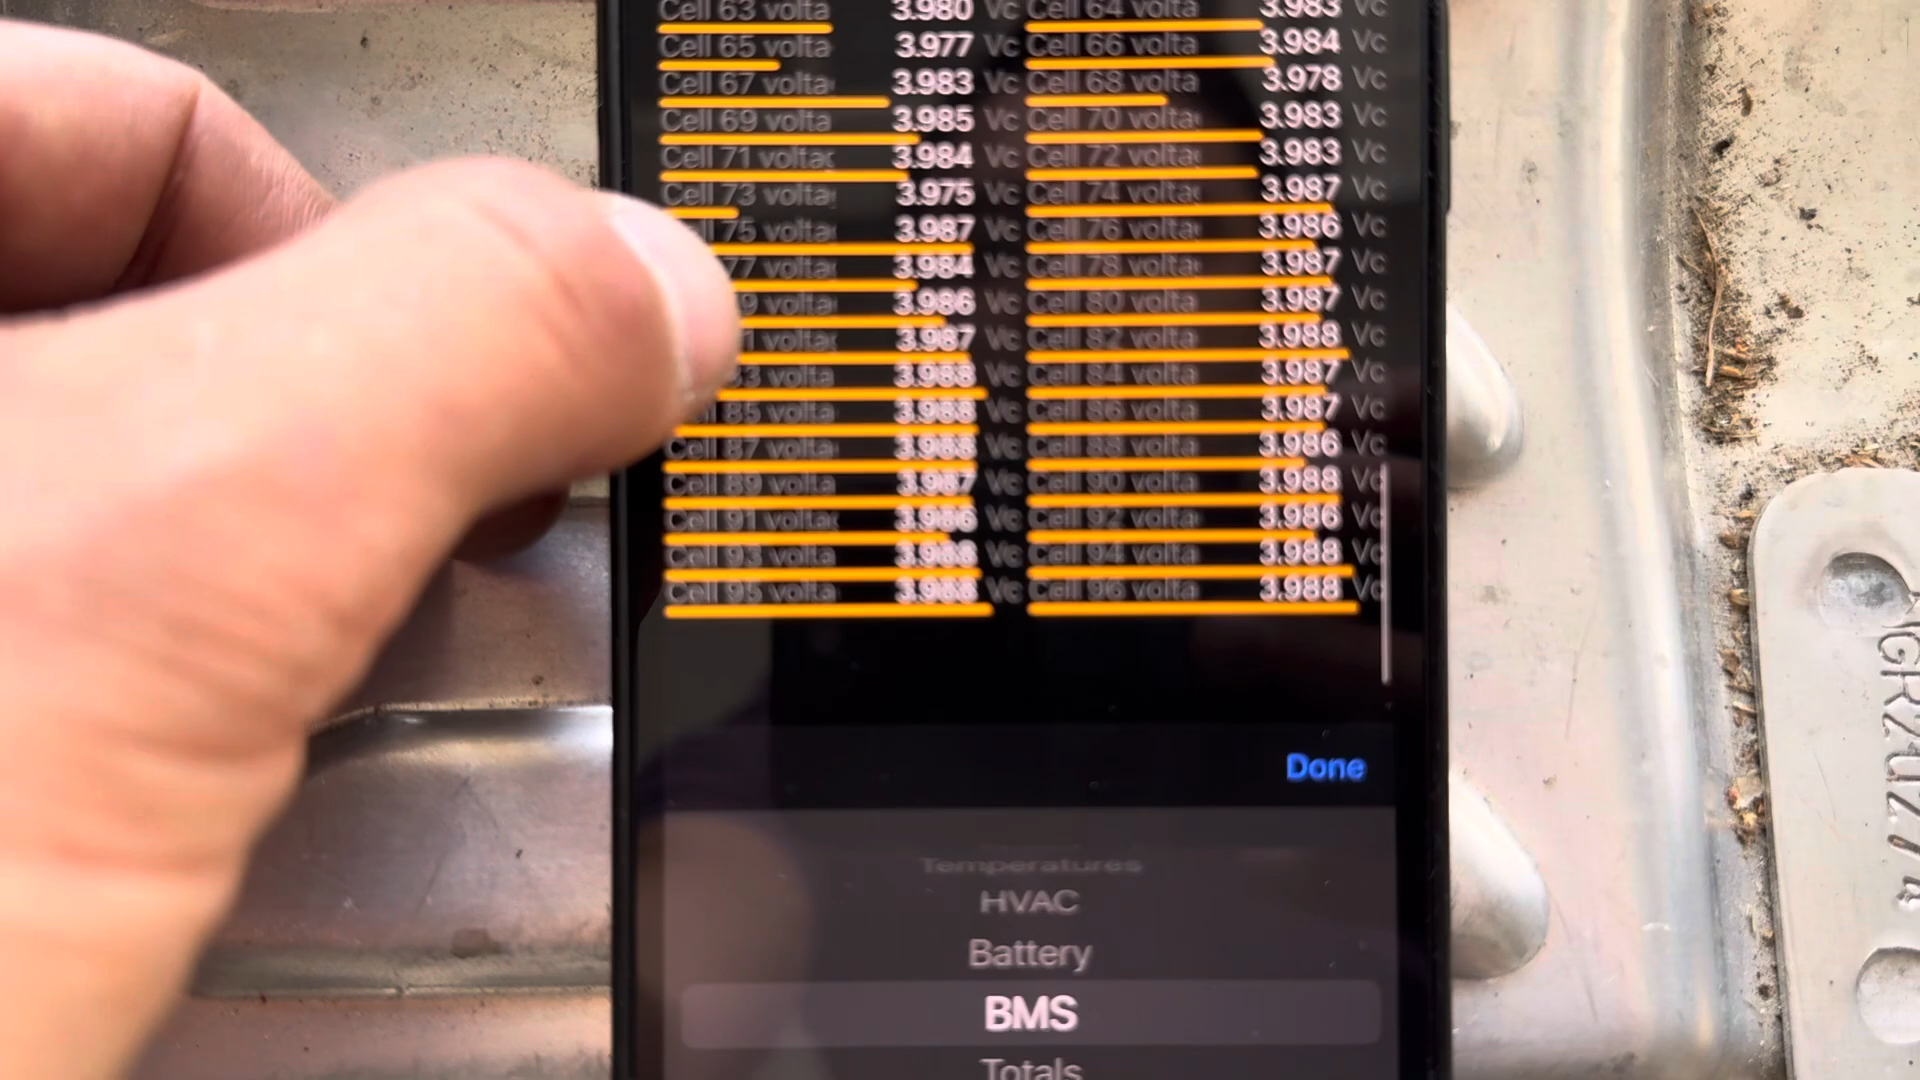 Cell 63 volta 3.980 Vc Cell 64 volta 3.983 Vc
Cell 65 volta 3.977 Vc Cell 66 volta 3.984 Vc
Cell 67 volta 3.983 Vc Cell 68 volta 3.978 Vc
Cell 69 volta 3.985 Vc Cell 70 volta 3.983 Vc
Cell 71 voltag 3.984 Vc Cell 72 volta 3.983 Vc
Cell 73 volta 3.975 Vc Cell 74 volta 3.987 Vc
75 volta 3.987 Vc Cell 76 volta 3.986 Vc
77 volta 3.984 Vc Cell 78 volta 3.987 Vc
9 volta 3.986 Vc Cell 80 volta 3.987 Vc
1 volta 3.987 Vc Cell 82 volta 3.988 Vc
83 volta 3.988 Vc Cell 84 volta 3.987 Vc
85 volta 3.988 Vc Cell 86 volta 3.987 Vc
Cell 87 volta 3.988 Vc Cell 88 volta 3.986 Vc
Cell 89 volta 3.987 Vc Cell 90 volta 3.988 Vc
Cell 91 volta 3.986 Vc Cell 92 volta 3.986 Vc
Cell 93 volta 3.988 Vc Cell 94 volta 3.988 Vc
Cell 95 volta 3.988 Vc Cell 96 volta 3.988 Vc
Done
Temperatures
HVAC
Battery
BMS
Totals